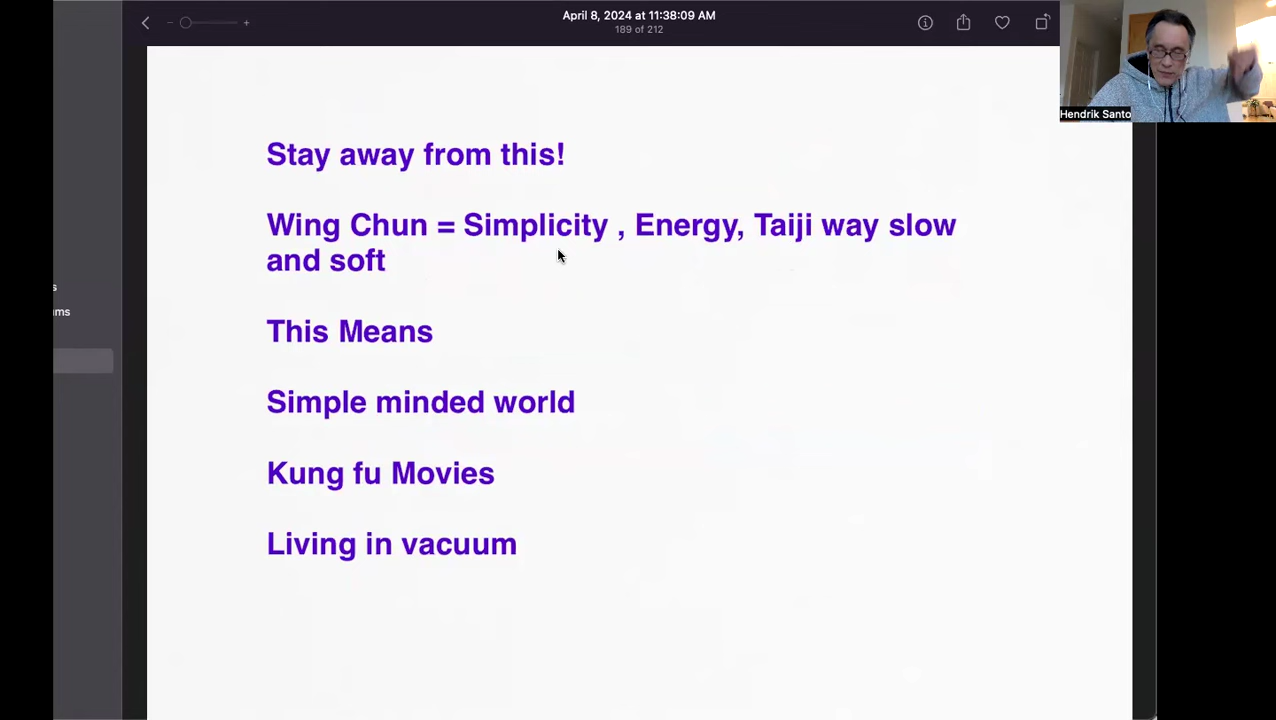 April 8, 2024 at 11:38:09 AM
189 of 212
Hendrik Santo
Stay away from this!
Wing Chun = Simplicity , Energy, Taiji way slow
and soft
This Means
Simple minded world
Kung fu Movies
Living in vacuum